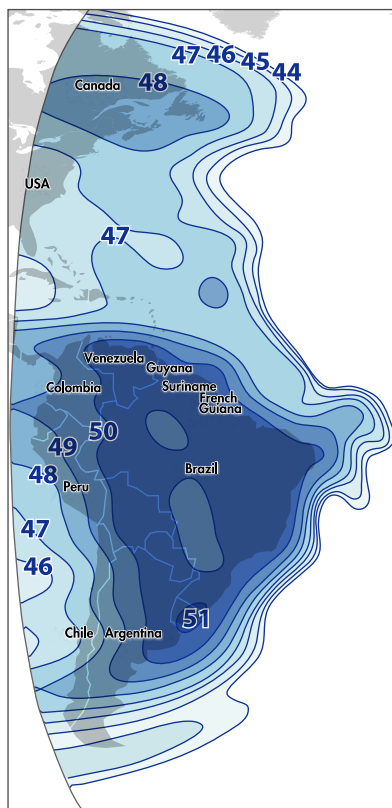 47 46 45 44
Canada 48
USA
47
Venezuela
Guyana
Colombia
Suriname
French
Guiana
50
49
48
Brazil
Peru
47
46
51
Chile Argentina